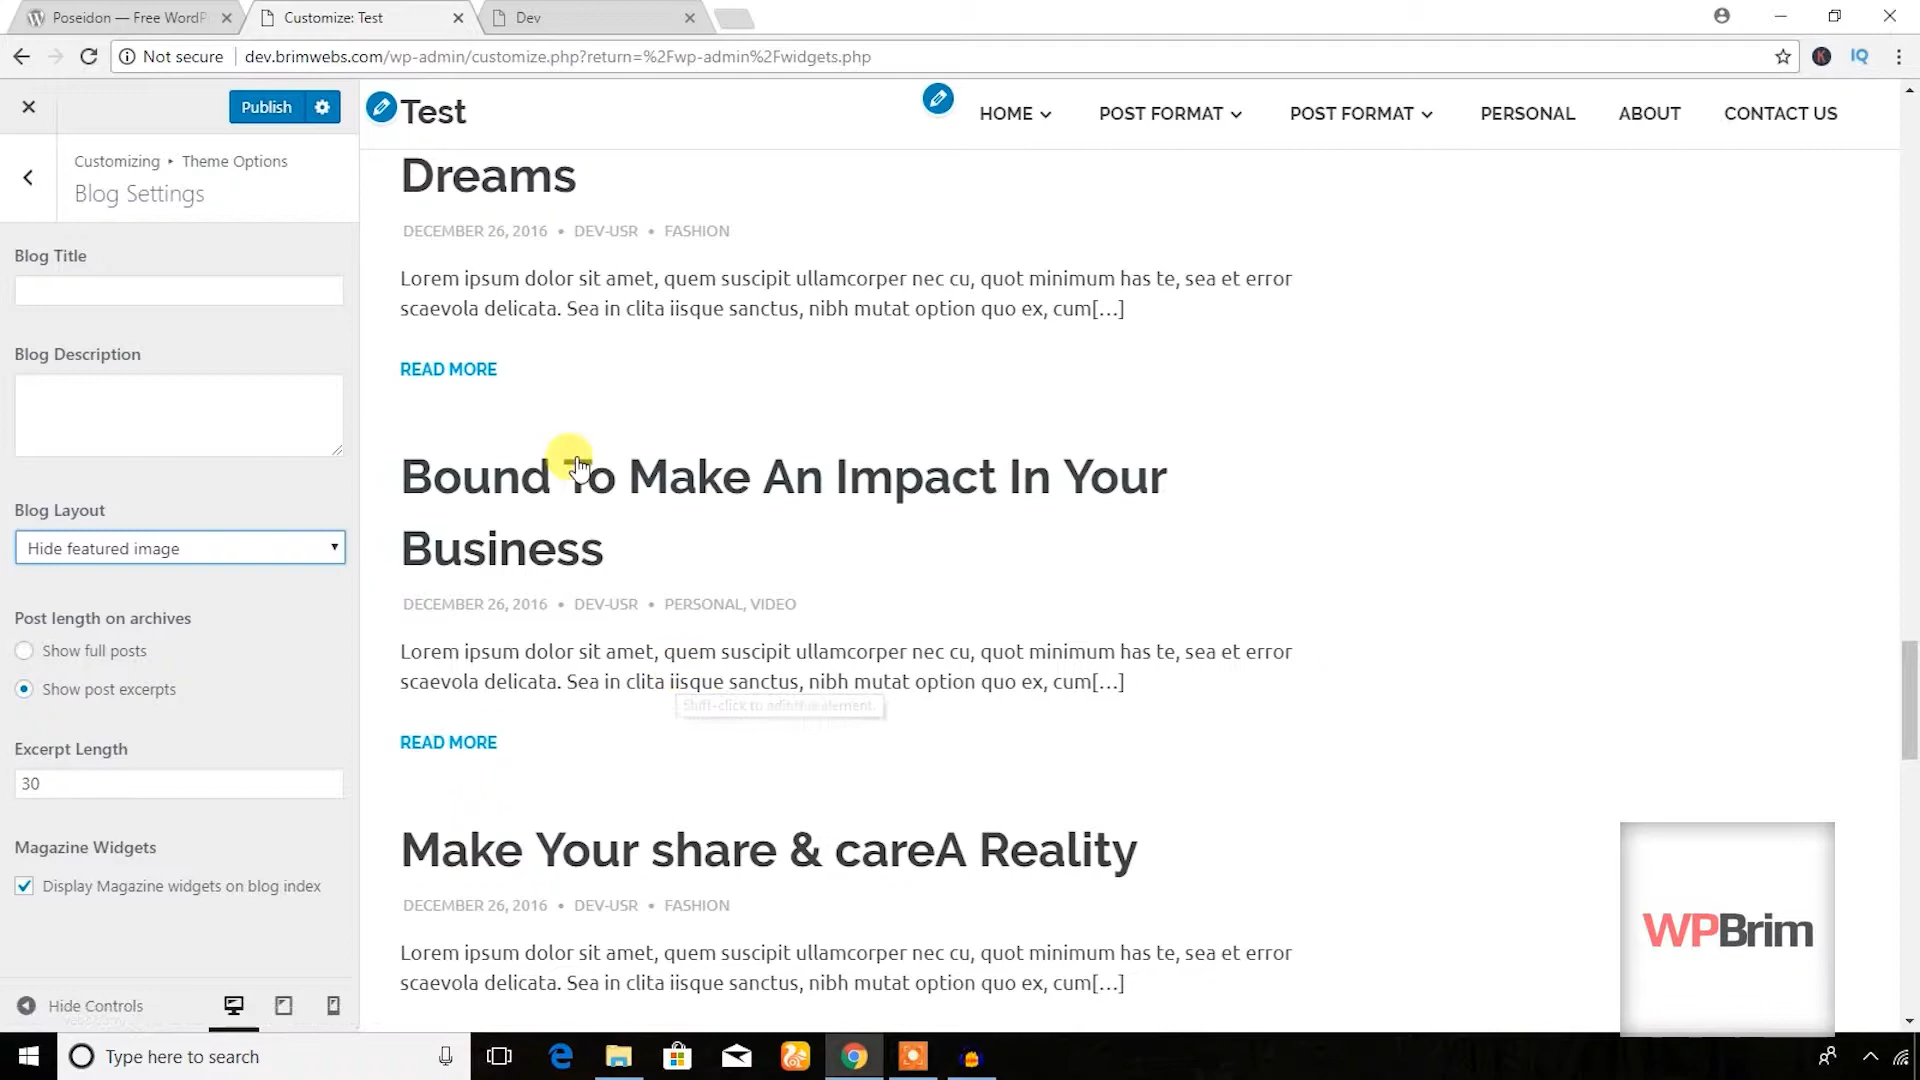 Poseidon — Free WordP
Customize: Test
Dev
Not secure
dev.brimwebs.com/wp-admin/customize.php?return=%2Fwp-admin%2Fwidgets.php
K
IQ
Publish
Test
HOME
POST FORMAT
POST FORMAT
PERSONAL
ABOUT
CONTACT US
Customizing ▸ Theme Options
Blog Settings
Blog Title
Blog Description
Blog Layout
Hide featured image
Post length on archives
Show full posts
Show post excerpts
Excerpt Length
30
Magazine Widgets
Display Magazine widgets on blog index
Hide Controls
Dreams
DECEMBER 26, 2016 • DEV-USR • FASHION
Lorem ipsum dolor sit amet, quem suscipit ullamcorper nec cu, quot minimum has te, sea et error
scaevola delicata. Sea in clita iisque sanctus, nibh mutat option quo ex, cum[…]
READ MORE
Bound To Make An Impact In Your
Business
DECEMBER 26, 2016 • DEV-USR • PERSONAL, VIDEO
Lorem ipsum dolor sit amet, quem suscipit ullamcorper nec cu, quot minimum has te, sea et error
scaevola delicata. Sea in clita iisque sanctus, nibh mutat option quo ex, cum[…]
Shift-click to edit element.
READ MORE
Make Your share & careA Reality
DECEMBER 26, 2016 • DEV-USR • FASHION
Lorem ipsum dolor sit amet, quem suscipit ullamcorper nec cu, quot minimum has te, sea et error
scaevola delicata. Sea in clita iisque sanctus, nibh mutat option quo ex, cum[…]
WPBrim
Type here to search